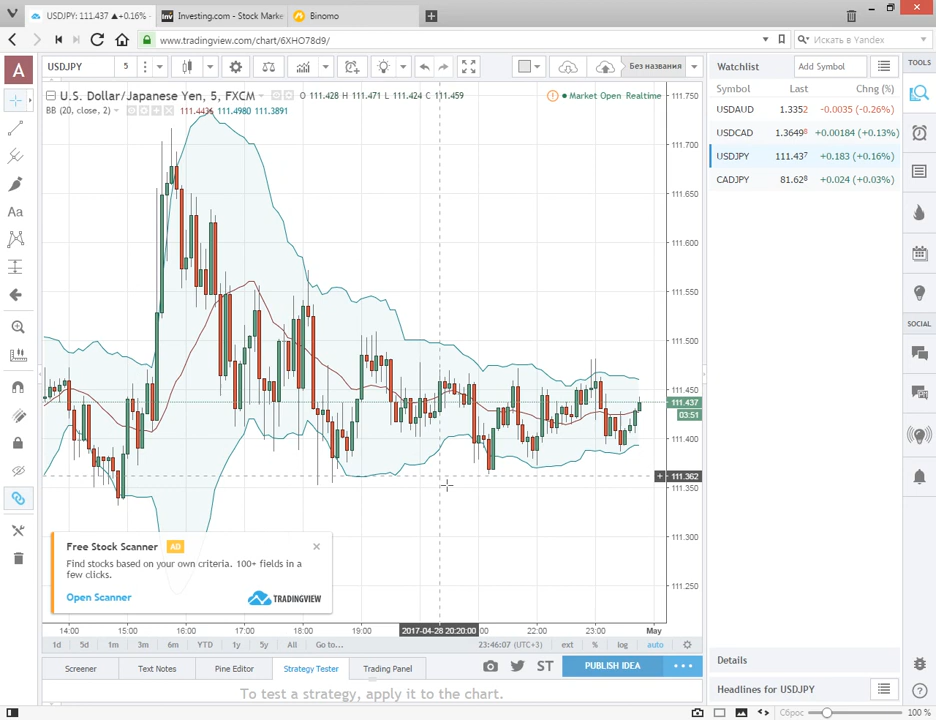 USDJPY: 111.437 ▲+0.16% ·
Investing.com - Stock Marke
Binomo
www.tradingview.com/chart/6XHO78d9/
Искать в Yandex
USDJPY
5
Без названия
Watchlist
Add Symbol
TOOLS
U.S. Dollar/Japanese Yen, 5, FXCM
O 111.428 H 111.471 L 111.424 C 111.459
Market Open Realtime
BB (20, close, 2)
111.4980 111.3891
Symbol Last Chng (%)
USDAUD 1.3352 -0.0035 (-0.26%)
USDCAD 1.3649⁸ +0.00184 (+0.13%)
USDJPY 111.43⁷ +0.183 (+0.16%)
CADJPY 81.62⁸ +0.024 (+0.03%)
A
Aa
SOCIAL
111.750
111.700
111.650
111.600
111.550
111.500
111.450
111.437
03:51
111.400
111.362
111.350
111.300
111.250
Free Stock Scanner AD
Find stocks based on your own criteria. 100+ fields in a
few clicks.
Open Scanner
TRADINGVIEW
14:00 15:00 16:00 17:00 18:00 19:00 2017-04-28 20:20:00 :00 22:00 23:00 May
1d 5d 1m 3m 6m YTD 1y 5y All Go to...
23:46:07 (UTC+3) ext % log auto
Screener
Text Notes
Pine Editor
Strategy Tester
Trading Panel
ST
PUBLISH IDEA
To test a strategy, apply it to the chart.
Details
Headlines for USDJPY
Сброс
100 %